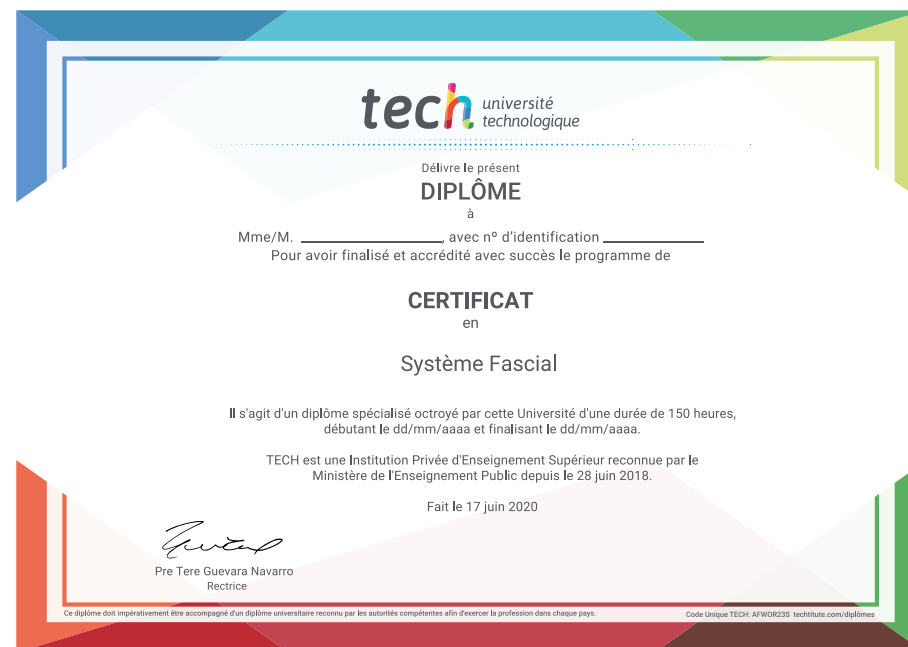 tech université
technologique
Délivre le présent
DIPLÔME
à
Mme/M. ____________________, avec nº d'identification ______________
Pour avoir finalisé et accrédité avec succès le programme de
CERTIFICAT
en
Système Fascial
Il s'agit d'un diplôme spécialisé octroyé par cette Université d'une durée de 150 heures,
débutant le dd/mm/aaaa et finalisant le dd/mm/aaaa.
TECH est une Institution Privée d'Enseignement Supérieur reconnue par le
Ministère de l'Enseignement Public depuis le 28 juin 2018.
Fait le 17 juin 2020
Pre Tere Guevara Navarro
Rectrice
Ce diplôme doit impérativement être accompagné d'un diplôme universitaire reconnu par les autorités compétentes afin d'exercer la profession dans chaque pays.
Code Unique TECH: AFWOR23S techtitute.com/diplômes